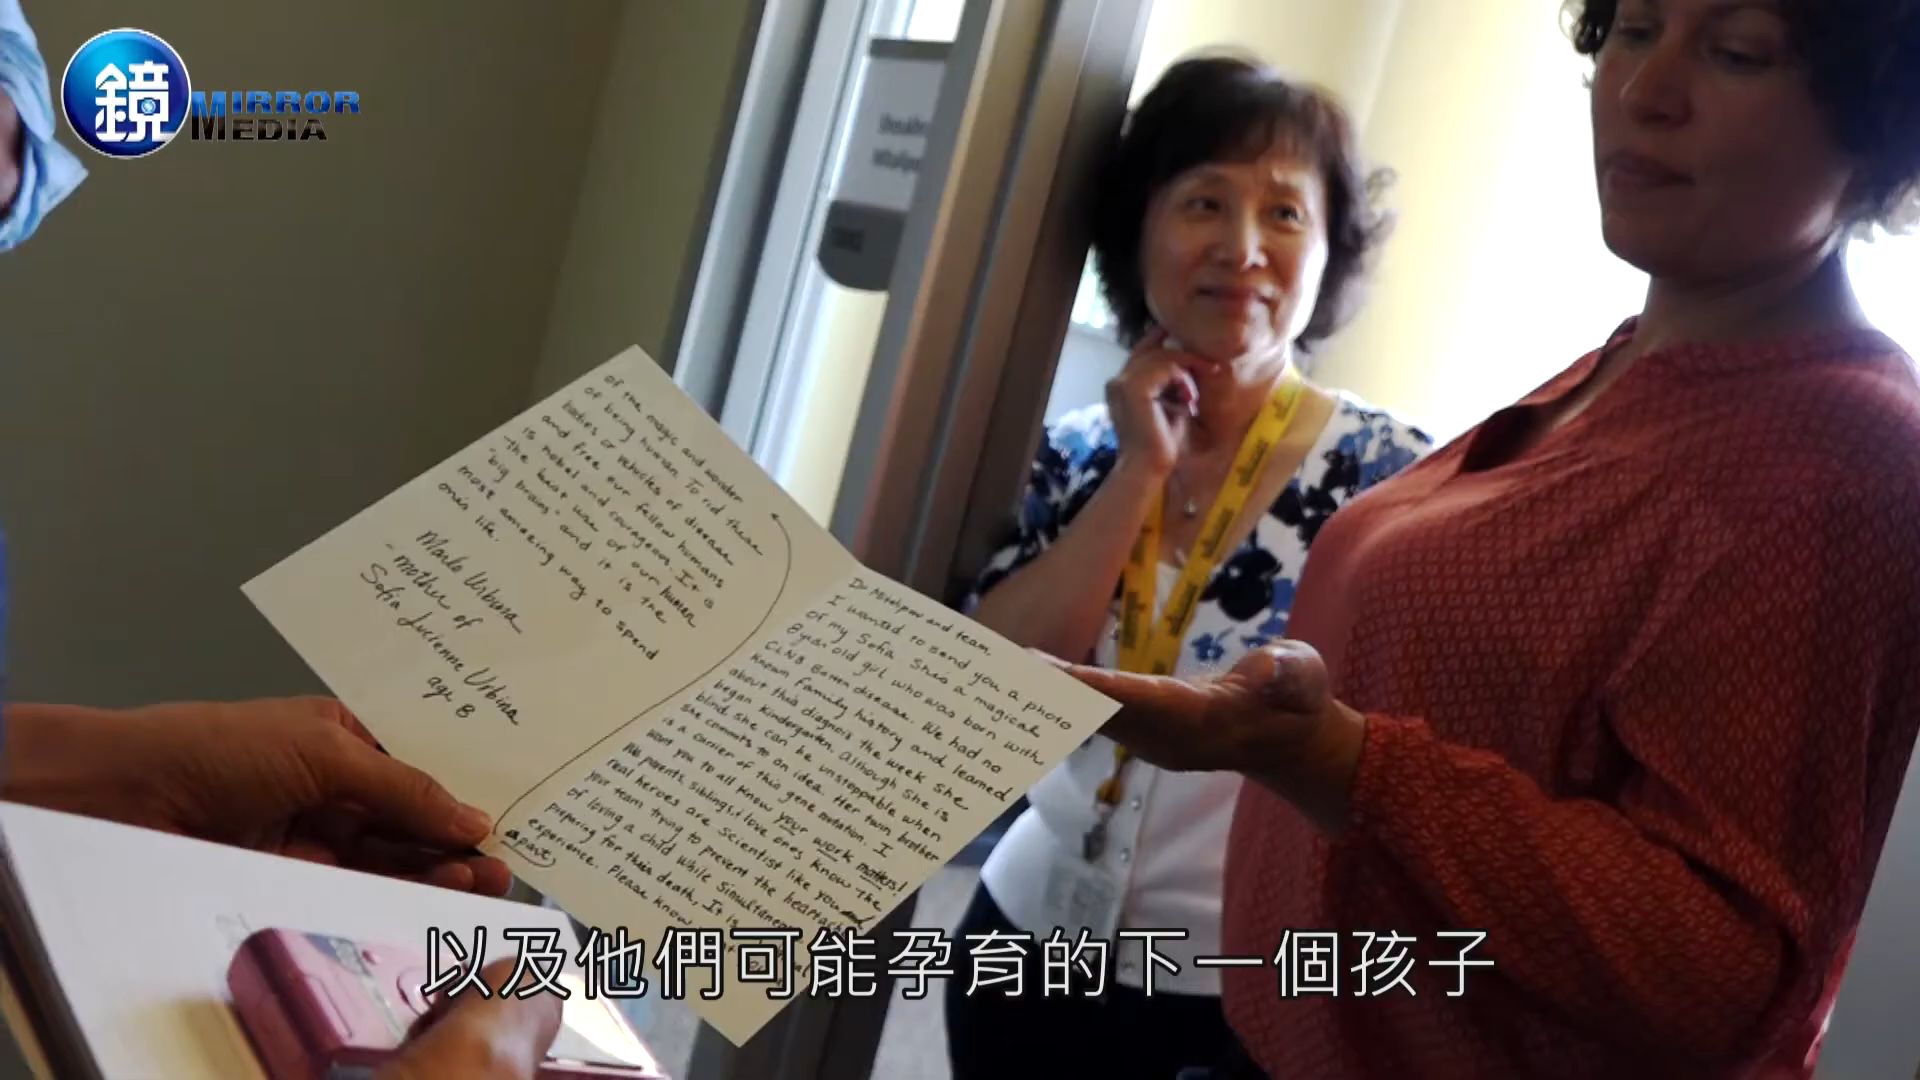 鏡
MIRROR
MEDIA
of the magic and wonder
of being human. To rid these
bodies or vehicles of disease
and free our fellow humans
is nobel and courageous. It is
the best use of our human
"big brains" and it is the
most amazing way to spend
one's life.
Urbina
- mother of
Sofia Lucienne Urbina
age 8
Dr Mitalipov and team,
I wanted to send you a photo
of my Sofia. Shes a magical
8 year old girl who was born with
CLN8 Batten disease. We had no
known family history and learned
about this diagnosis the week she
began Kindergarten. Although she is
blind she can be unstoppable when
she commits to an idea. Her twin brother
is a carrier of this gene mutation. I
want you to all know your work matters!
As parents, siblings, & love ones know the
real heroes are scientist like you and
your team trying to prevent the heartache
of loving a child while simultaneously
preparing for their death. It is
experience. Please know
apart
以及他們可能孕育的下一個孩子